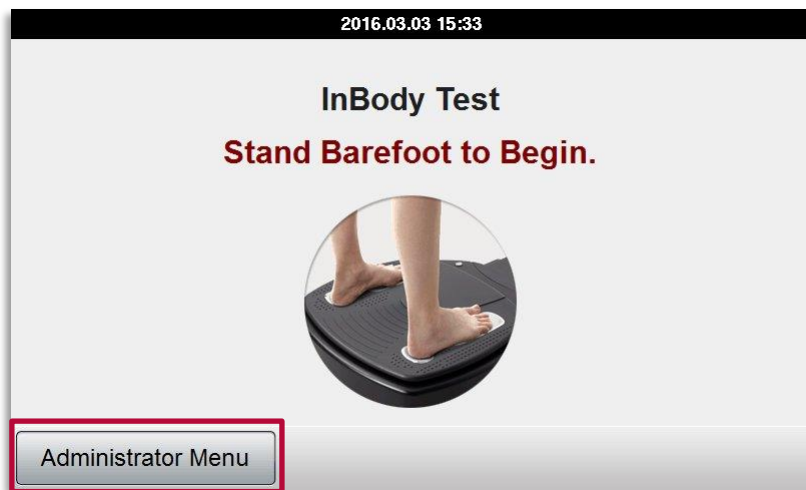 2016.03.03 15:33
InBody Test
Stand Barefoot to Begin.
Administrator Menu